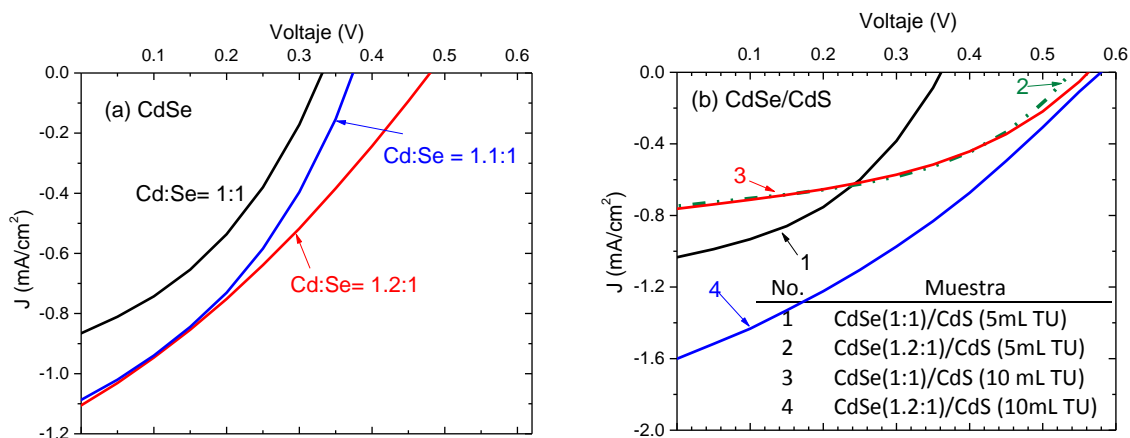 Voltaje (V)
0.1 0.2 0.3 0.4 0.5 0.6
0.0
-0.2
-0.4
-0.6
-0.8
-1.0
-1.2
J (mA/cm²)
(a) CdSe
Cd:Se = 1.1:1
Cd:Se= 1:1
Cd:Se= 1.2:1
Voltaje (V)
0.1 0.2 0.3 0.4 0.5 0.6
0.0
-0.4
-0.8
-1.2
-1.6
-2.0
J (mA/cm²)
(b) CdSe/CdS
2
3
1
4
No. Muestra
1 CdSe(1:1)/CdS (5mL TU)
2 CdSe(1.2:1)/CdS (5mL TU)
3 CdSe(1:1)/CdS (10 mL TU)
4 CdSe(1.2:1)/CdS (10mL TU)